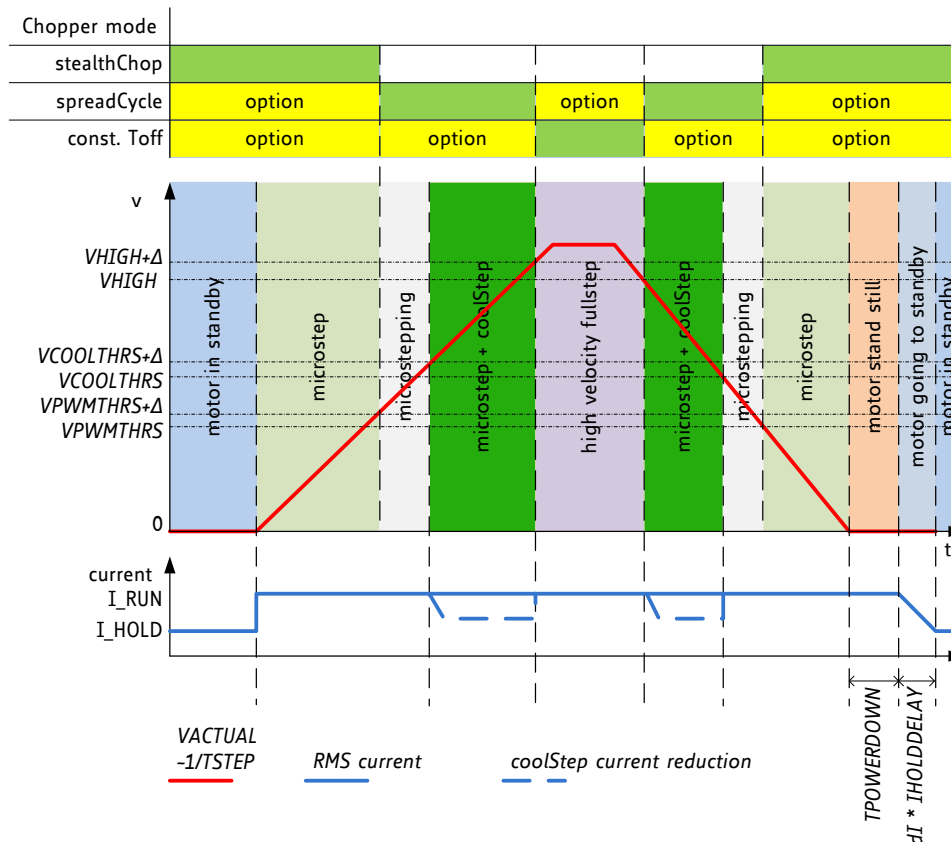 Chopper mode
stealthChop
spreadCycle option option option
const. Toff option option option option
v
VHIGH+Δ
VHIGH
VCOOLTHRS+Δ
VCOOLTHRS
VPWMTHRS+Δ
VPWMTHRS
0
t
motor in standby
microstep
microstepping
microstep + coolStep
high velocity fullstep
microstep + coolStep
microstepping
microstep
motor stand still
motor going to standby
motor in standby
current
I_RUN
I_HOLD
TPOWERDOWN
dI * IHOLDDELAY
VACTUAL
~1/TSTEP
RMS current
coolStep current reduction